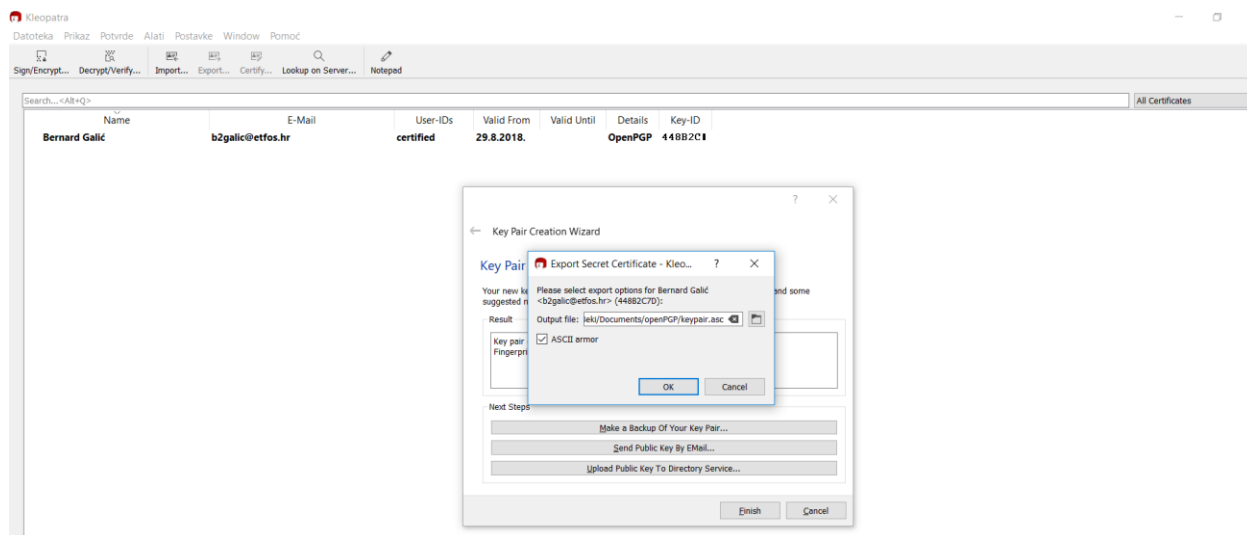 Kleopatra
Datoteka Prikaz Potvrde Alati Postavke Window Pomoć
Sign/Encrypt... Decrypt/Verify... Import... Export... Certify... Lookup on Server... Notepad
Search...<Alt+Q> All Certificates
Name E-Mail User-IDs Valid From Valid Until Details Key-ID
Bernard Galić b2galic@etfos.hr certified 29.8.2018. OpenPGP
? ×
← Key Pair Creation Wizard
Key Pair
Export Secret Certificate - Kleo... ? ×
Your new
and some
suggested
Please select export options for Bernard Galić
<b2galic@etfos.hr> (448B2C7D):
Result
Output file: ieki/Documents/openPGP/keypair.asc
Key pair
ASCII armor
Fingerpri
OK Cancel
Next Steps
Make a Backup Of Your Key Pair...
Send Public Key By EMail...
Upload Public Key To Directory Service...
Finish Cancel